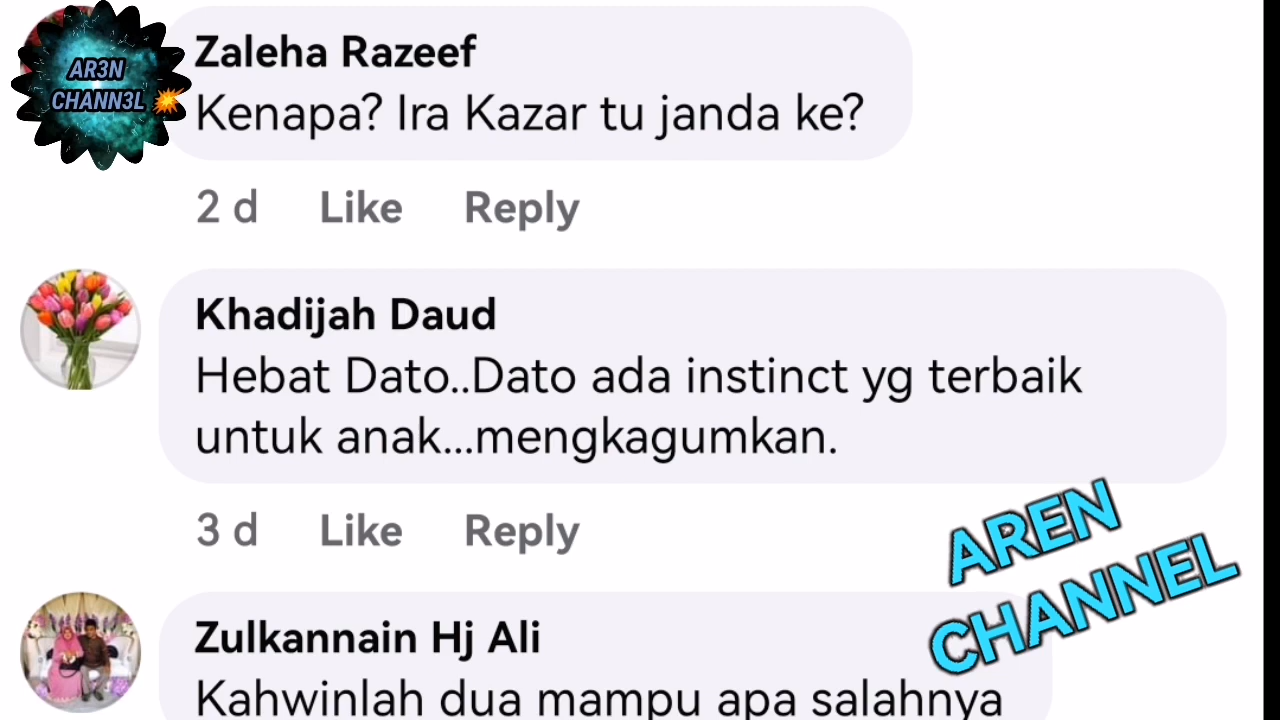 AR3N
CHANN3L
Zaleha Razeef
Kenapa? Ira Kazar tu janda ke?
2 d Like Reply
Khadijah Daud
Hebat Dato..Dato ada instinct yg terbaik
untuk anak...mengkagumkan.
3 d Like Reply
AREN
CHANNEL
Zulkannain Hj Ali
Kahwinlah dua mampu apa salahnya